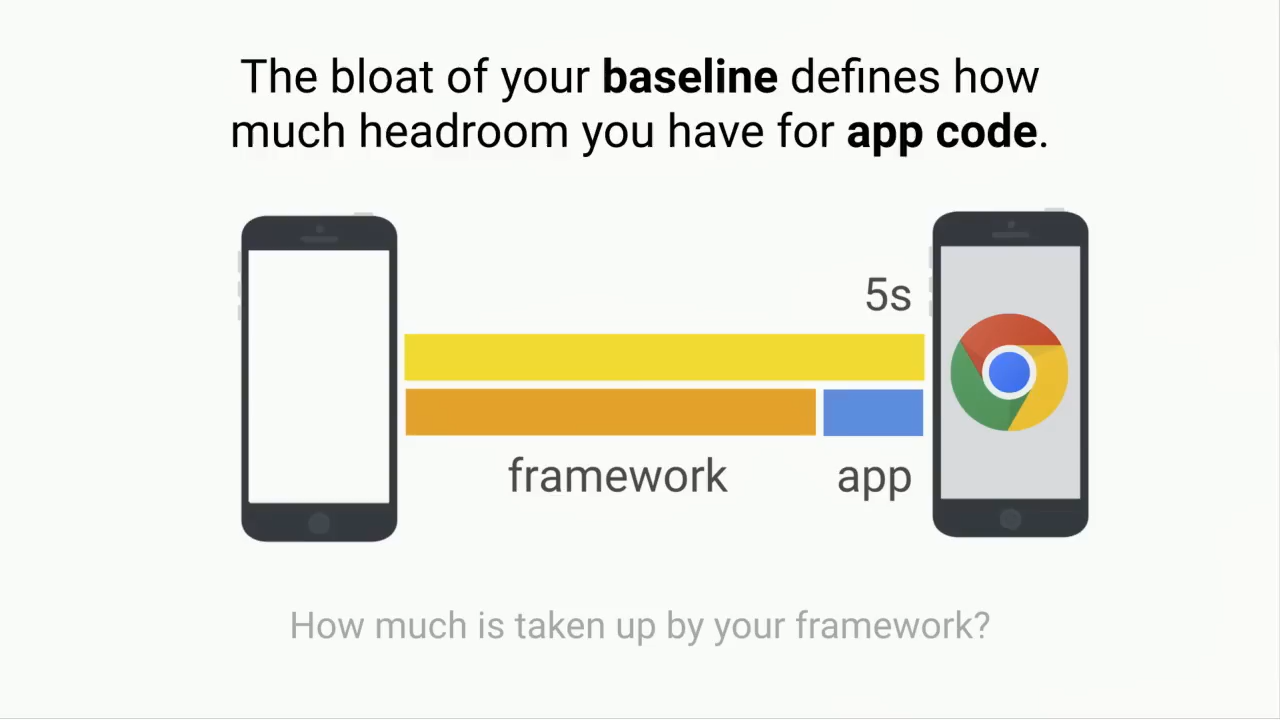 The bloat of your baseline defines how
much headroom you have for app code.
5s
framework
app
How much is taken up by your framework?